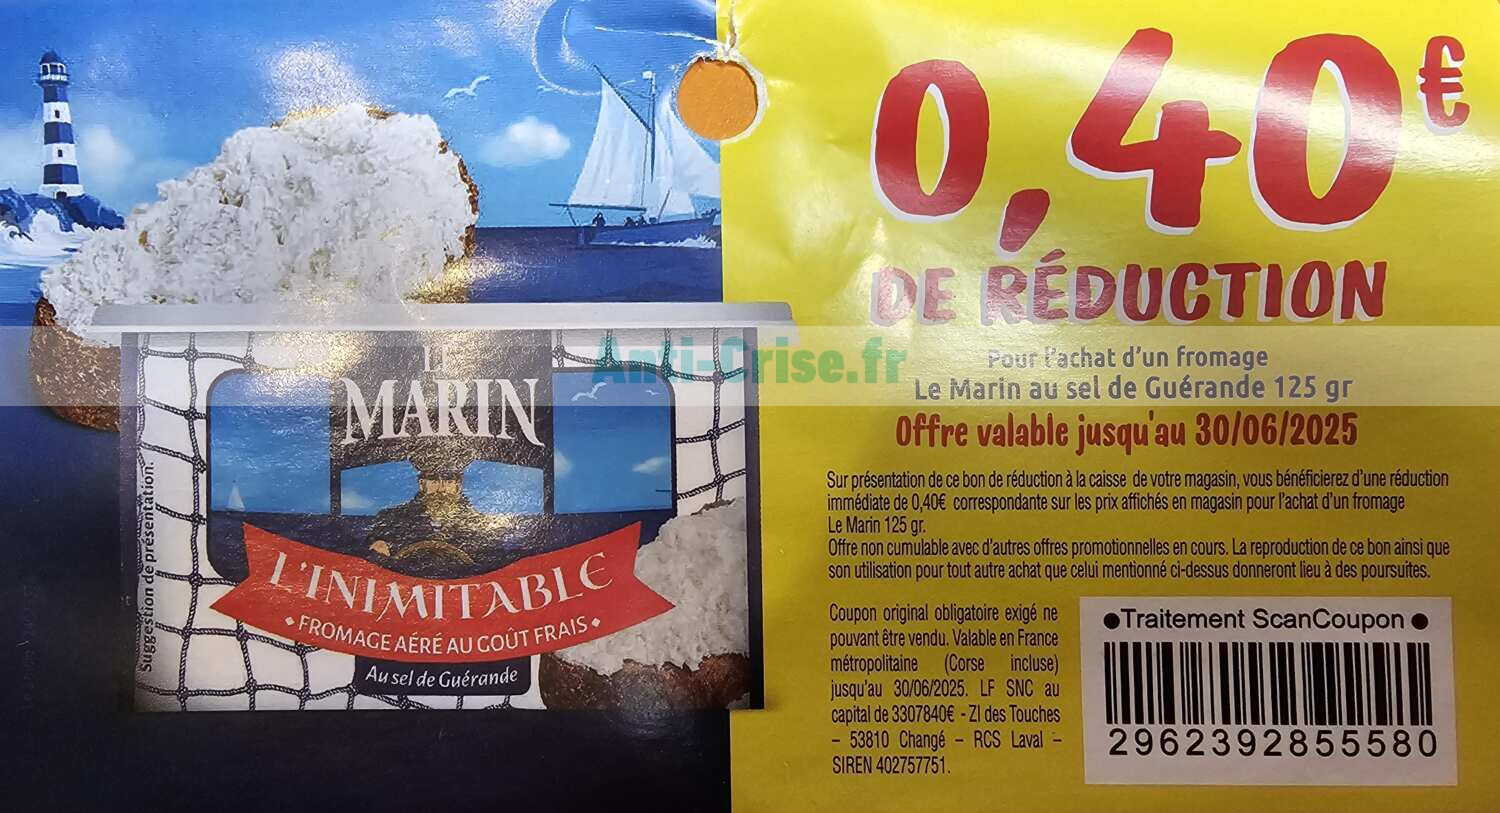 LE
MARIN
L'INIMITABLE
• FROMAGE AÉRÉ AU GOÛT FRAIS •
Au sel de Guérande
Suggestion de présentation.
Anti-Crise.fr
0,40€
DE RÉDUCTION
Pour l'achat d'un fromage
Le Marin au sel de Guérande 125 gr
Offre valable jusqu'au 30/06/2025
Sur présentation de ce bon de réduction à la caisse de votre magasin, vous bénéficierez d'une réduction
immédiate de 0,40€ correspondante sur les prix affichés en magasin pour l'achat d'un fromage
Le Marin 125 gr.
Offre non cumulable avec d'autres offres promotionnelles en cours. La reproduction de ce bon ainsi que
son utilisation pour tout autre achat que celui mentionné ci-dessus donneront lieu à des poursuites.
Coupon original obligatoire exigé ne
pouvant être vendu. Valable en France
métropolitaine (Corse incluse)
jusqu'au 30/06/2025. LF SNC au
capital de 3307840€ - ZI des Touches
– 53810 Changé – RCS Laval –
SIREN 402757751.
●Traitement ScanCoupon●
2962392855580